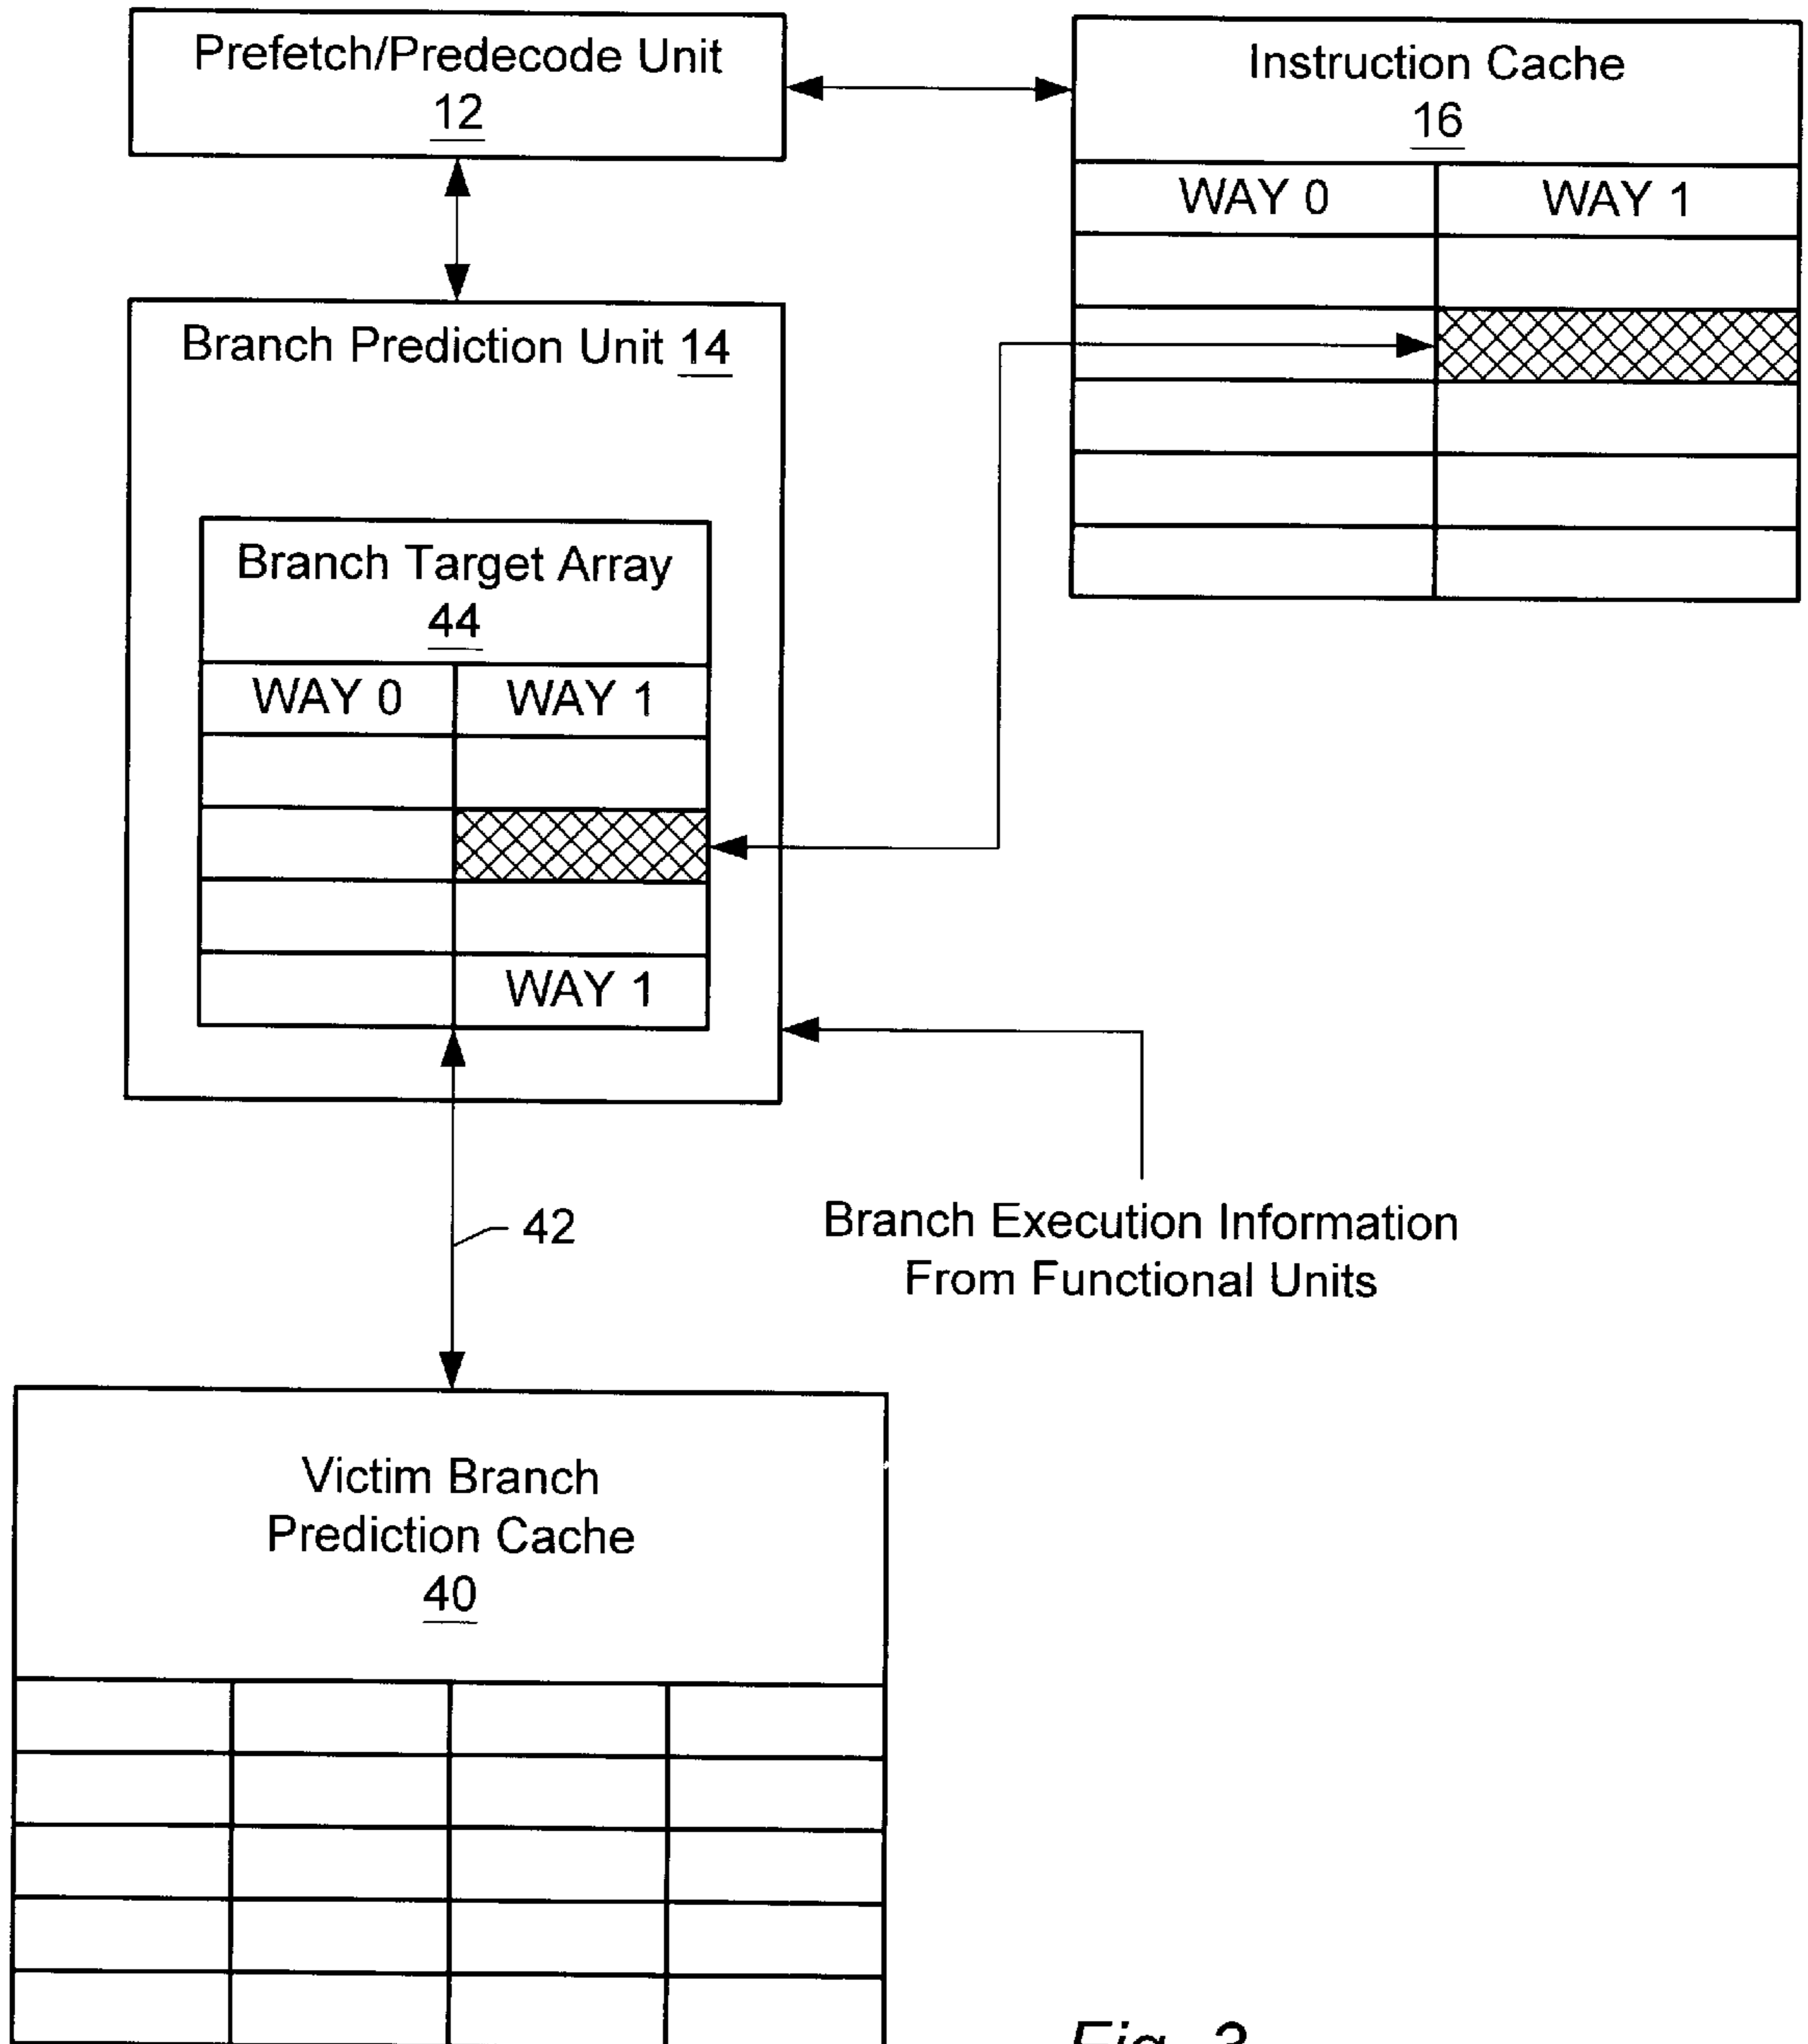 Prefetch/Predecode Unit
12
Instruction Cache
16
WAY 0
WAY 1
Branch Prediction Unit 14
Branch Target Array
44
WAY 0
WAY 1
WAY 1
42
Branch Execution Information
From Functional Units
Victim Branch
Prediction Cache
40